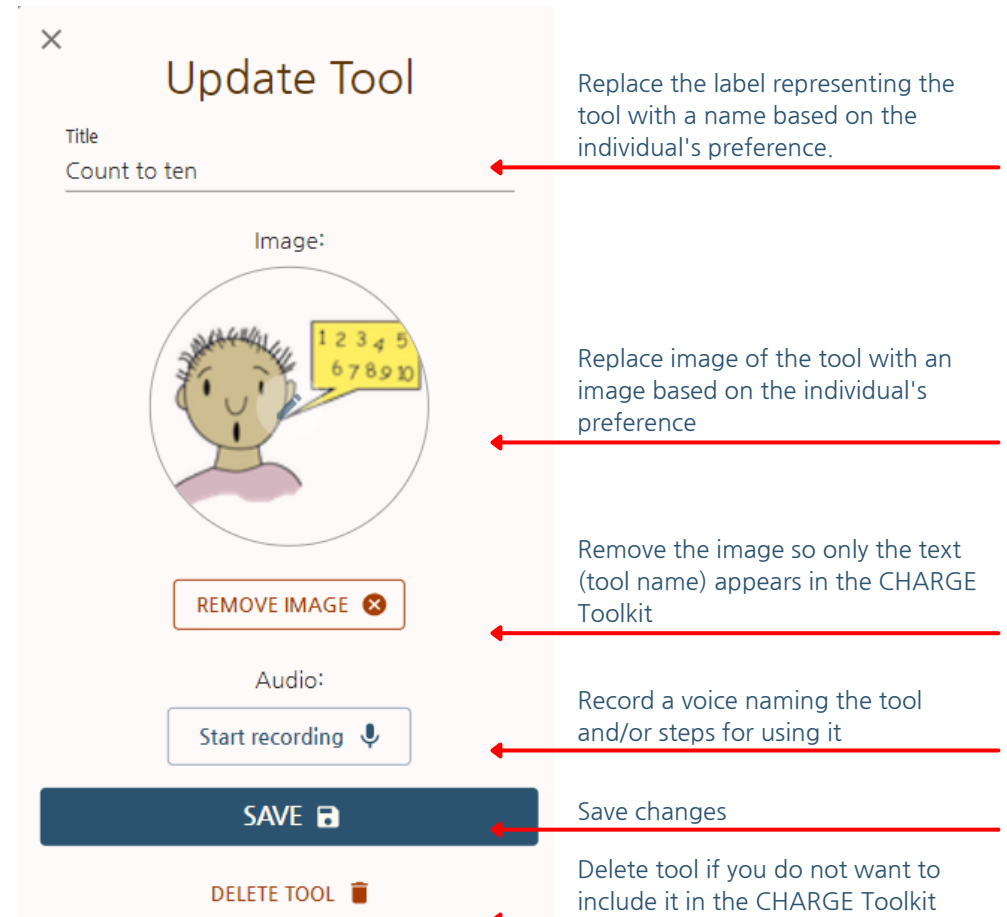 Update Tool
Title
Count to ten
Replace the label representing the
tool with a name based on the
individual's preference.
Image:
1 2 3 4 5
6 7 8 9 10
Replace image of the tool with an
image based on the individual's
preference
REMOVE IMAGE
Remove the image so only the text
(tool name) appears in the CHARGE
Toolkit
Audio:
Start recording
Record a voice naming the tool
and/or steps for using it
SAVE
Save changes
DELETE TOOL
Delete tool if you do not want to
include it in the CHARGE Toolkit